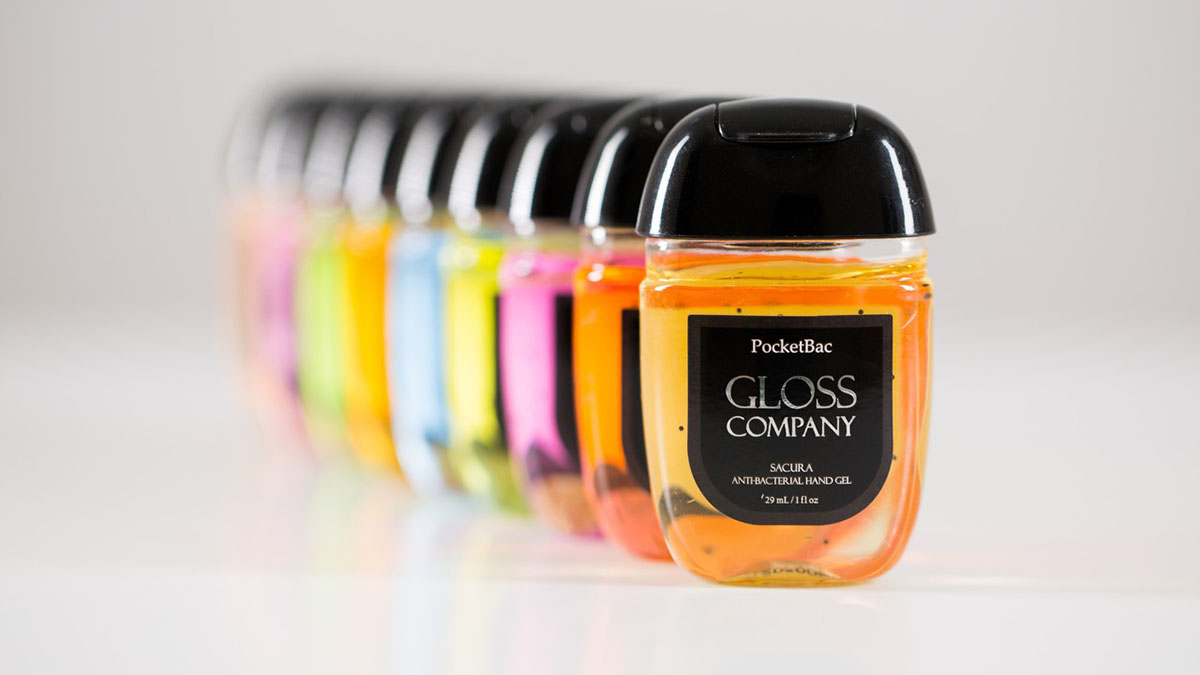 PocketBac
GLOSS
COMPANY
SACURA
ANTI-BACTERIAL HAND GEL
29 mL / 1 fl oz